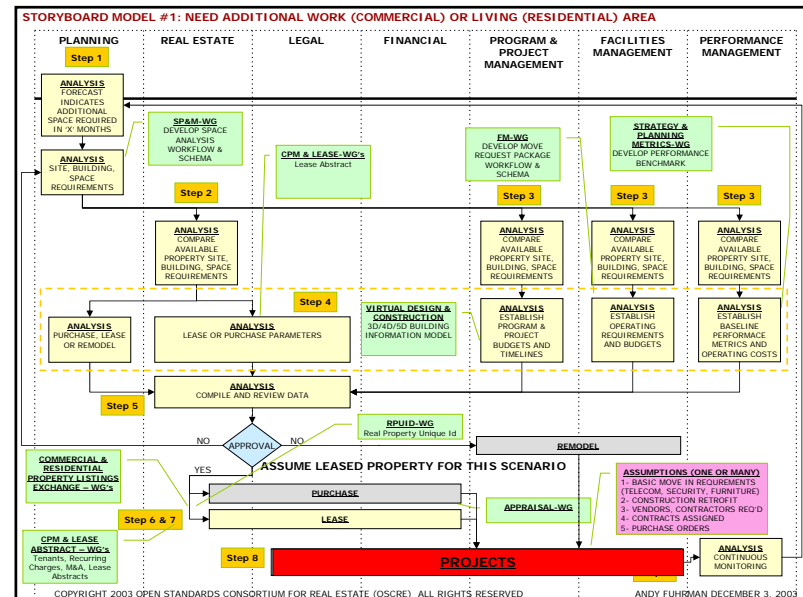 STORYBOARD MODEL #1: NEED ADDITIONAL WORK (COMMERCIAL) OR LIVING (RESIDENTIAL) AREA
PLANNING
REAL ESTATE
LEGAL
FINANCIAL
PROGRAM &
PROJECT
MANAGEMENT
FACILITIES
MANAGEMENT
PERFORMANCE
MANAGEMENT
Step 1
ANALYSIS
FORECAST
INDICATES
ADDITIONAL
SPACE REQUIRED
IN 'X' MONTHS
ANALYSIS
SITE, BUILDING,
SPACE
REQUIREMENTS
SP&M-WG
DEVELOP SPACE
ANALYSIS
WORKFLOW &
SCHEMA
CPM & LEASE-WG's
Lease Abstract
FM-WG
DEVELOP MOVE
REQUEST PACKAGE
WORKFLOW &
SCHEMA
STRATEGY &
PLANNING
METRICS-WG
DEVELOP PERFORMANCE
BENCHMARK
Step 2
Step 3
Step 3
Step 3
ANALYSIS
COMPARE
AVAILABLE
PROPERTY SITE,
BUILDING, SPACE
REQUIREMENTS
ANALYSIS
COMPARE
AVAILABLE
PROPERTY SITE,
BUILDING, SPACE
REQUIREMENTS
ANALYSIS
COMPARE
AVAILABLE
PROPERTY SITE,
BUILDING, SPACE
REQUIREMENTS
ANALYSIS
COMPARE
AVAILABLE
PROPERTY SITE,
BUILDING, SPACE
REQUIREMENTS
Step 4
ANALYSIS
PURCHASE, LEASE
OR REMODEL
ANALYSIS
LEASE OR PURCHASE PARAMETERS
VIRTUAL DESIGN &
CONSTRUCTION
3D/4D/5D BUILDING
INFORMATION MODEL
ANALYSIS
ESTABLISH
PROGRAM &
PROJECT
BUDGETS AND
TIMELINES
ANALYSIS
ESTABLISH
OPERATING
REQUIREMENTS
AND BUDGETS
ANALYSIS
ESTABLISH
BASELINE
PERFORMACE
METRICS AND
OPERATING COSTS
Step 5
ANALYSIS
COMPILE AND REVIEW DATA
RPUID-WG
Real Property Unique Id
NO
APPROVAL
NO
REMODEL
YES
ASSUME LEASED PROPERTY FOR THIS SCENARIO
COMMERCIAL &
RESIDENTIAL
PROPERTY LISTINGS
EXCHANGE – WG's
PURCHASE
LEASE
APPRAISAL-WG
ASSUMPTIONS (ONE OR MANY)
1- BASIC MOVE IN REQUREMENTS
(TELECOM, SECURITY, FURNITURE)
2- CONSTRUCTION RETROFIT
3- VENDORS, CONTRACTORS REQ'D
4- CONTRACTS ASSIGNED
5- PURCHASE ORDERS
Step 6 & 7
CPM & LEASE
ABSTRACT – WG's
Tenants, Recurring
Charges, M&A, Lease
Abstracts
Step 8
PROJECTS
ANALYSIS
CONTINUOUS
MONITORING
COPYRIGHT 2003 OPEN STANDARDS CONSORTIUM FOR REAL ESTATE (OSCRE) ALL RIGHTS RESERVED
ANDY FUHRMAN DECEMBER 3, 2003